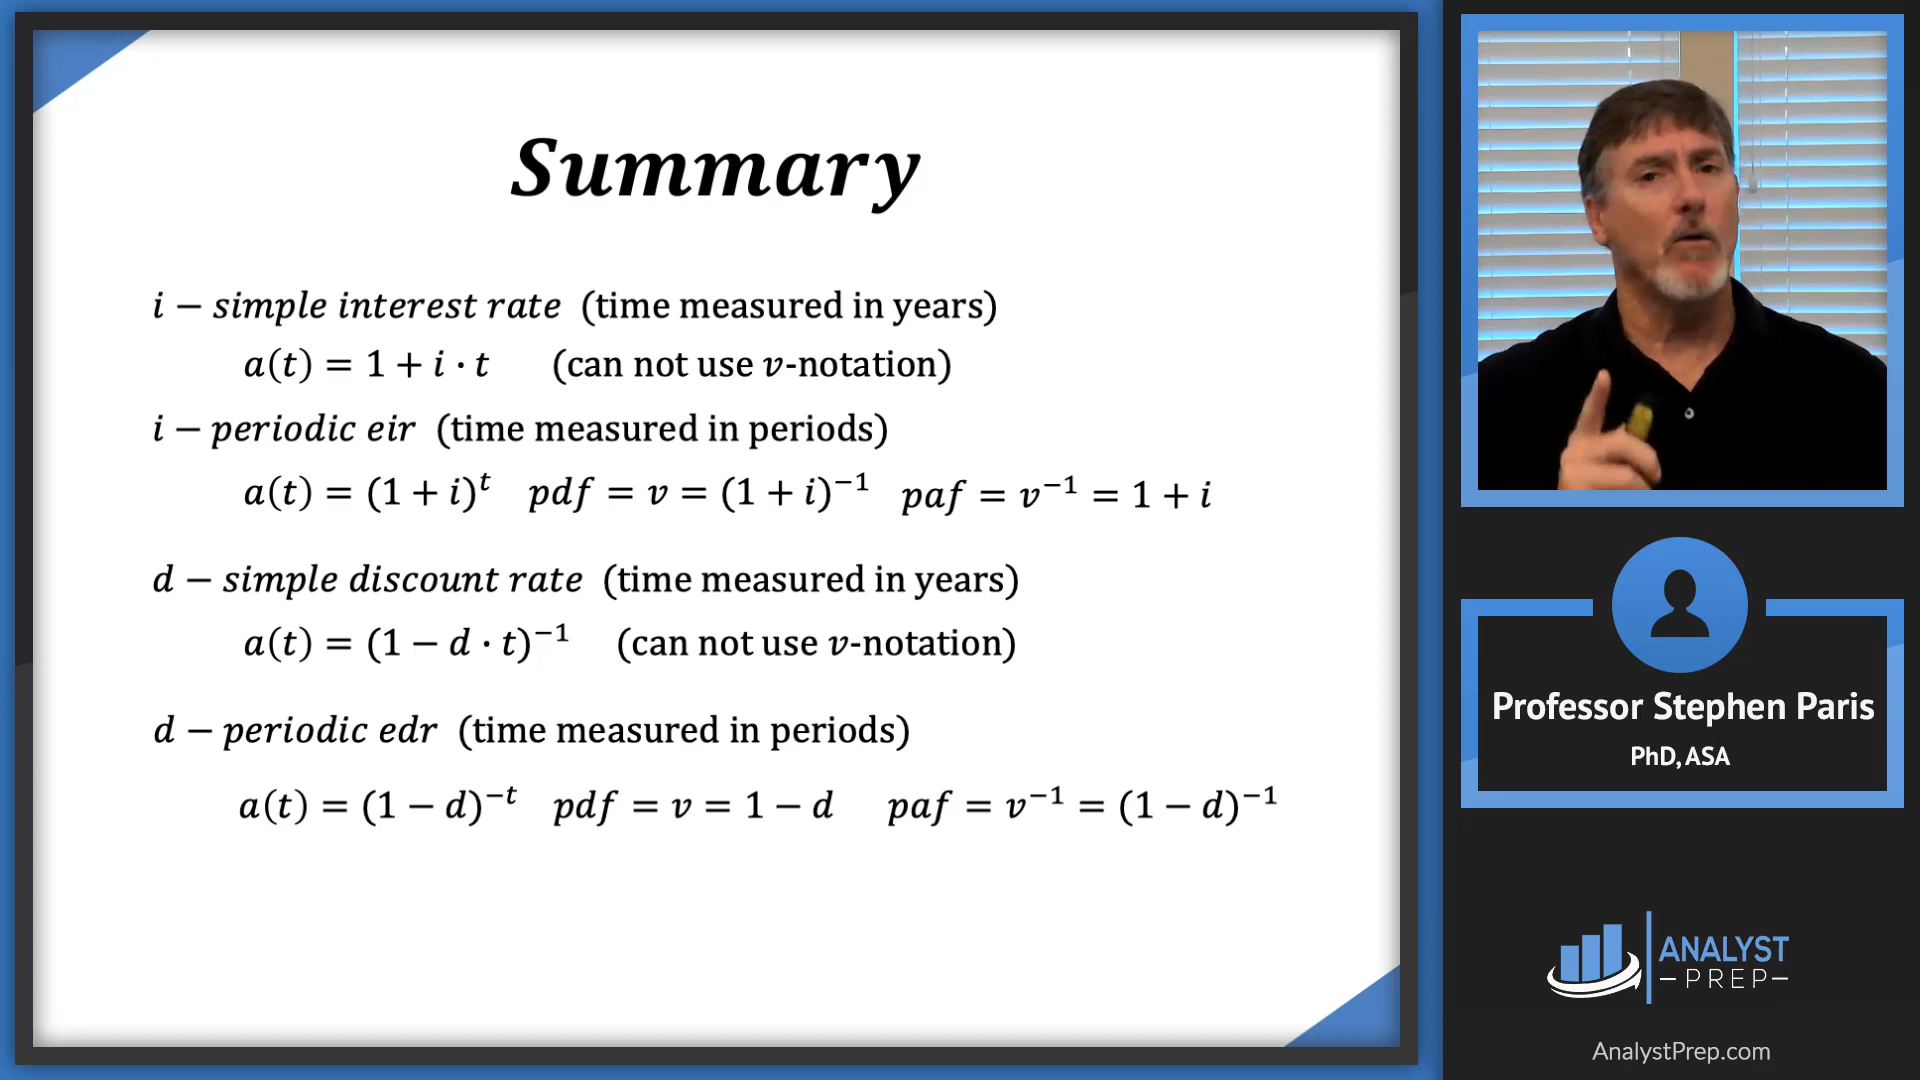 Summary
i − simple interest rate (time measured in years)
a(t) = 1 + i · t (can not use v-notation)
i − periodic eir (time measured in periods)
a(t) = (1 + i)ᵗ pdf = v = (1 + i)⁻¹ paf = v⁻¹ = 1 + i
d − simple discount rate (time measured in years)
a(t) = (1 − d · t)⁻¹ (can not use v-notation)
d − periodic edr (time measured in periods)
a(t) = (1 − d)⁻ᵗ pdf = v = 1 − d paf = v⁻¹ = (1 − d)⁻¹
Professor Stephen Paris
PhD, ASA
ANALYST
PREP
AnalystPrep.com